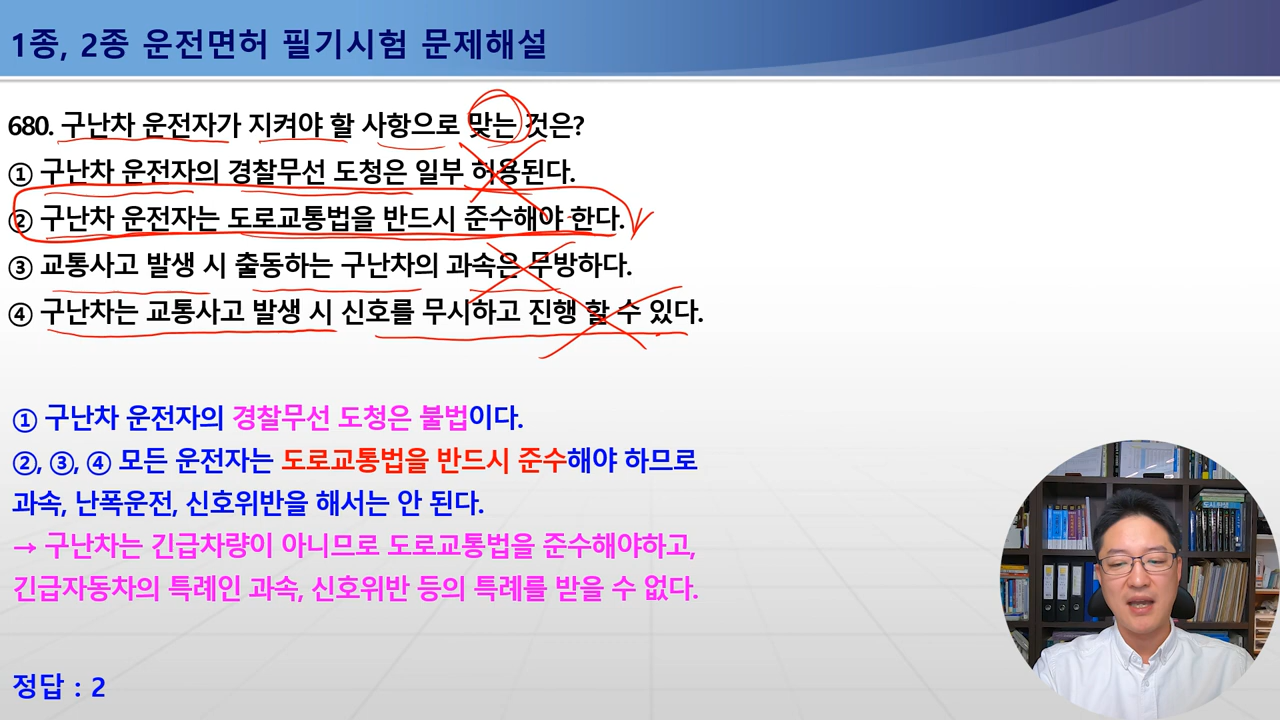 1종, 2종 운전면허 필기시험 문제해설
680. 구난차 운전자가 지켜야 할 사항으로 맞는 것은?
① 구난차 운전자의 경찰무선 도청은 일부 허용된다.
② 구난차 운전자는 도로교통법을 반드시 준수해야 한다.
③ 교통사고 발생 시 출동하는 구난차의 과속은 무방하다.
④ 구난차는 교통사고 발생 시 신호를 무시하고 진행 할 수 있다.
① 구난차 운전자의 경찰무선 도청은 불법이다.
②, ③, ④ 모든 운전자는 도로교통법을 반드시 준수해야 하므로
과속, 난폭운전, 신호위반을 해서는 안 된다.
→ 구난차는 긴급차량이 아니므로 도로교통법을 준수해야하고,
긴급자동차의 특례인 과속, 신호위반 등의 특례를 받을 수 없다.
정답 : 2